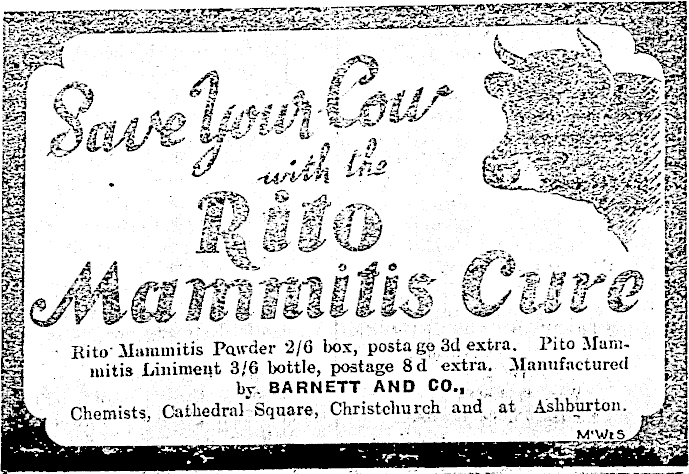 Save Your Cow
with the
Rito
Mammitis Cure
Rito Mammitis Powder 2/6 box, postage 3d extra. Pito Mam-
mitis Liniment 3/6 bottle, postage 8d extra. Manufactured
by BARNETT AND CO.,
Chemists, Cathedral Square, Christchurch and at Ashburton.
McW&S